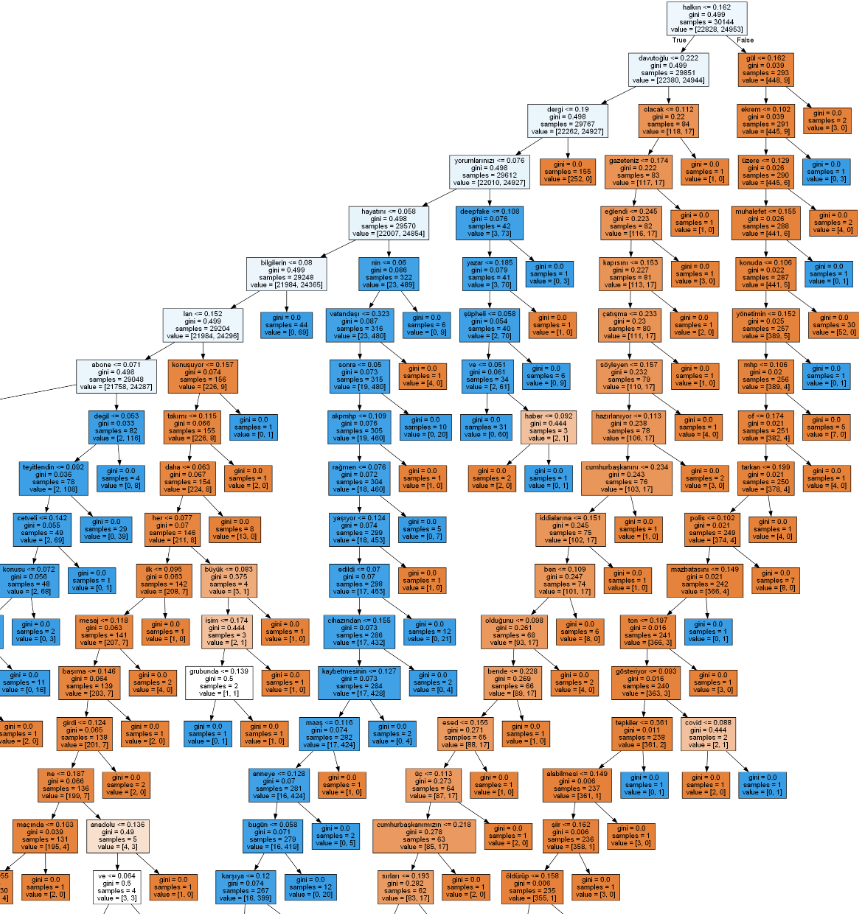 halkın <= 0.162
gini = 0.499
samples = 30144
value = [22828, 24953]
True
False
davutoğlu <= 0.222
gini = 0.499
samples = 29851
value = [22380, 24944]
gül <= 0.162
gini = 0.039
samples = 293
value = [448, 9]
dergi <= 0.19
gini = 0.498
samples = 29767
value = [22262, 24927]
olacak <= 0.112
gini = 0.22
samples = 84
value = [118, 17]
ekrem <= 0.102
gini = 0.039
samples = 291
value = [445, 9]
gini = 0.0
samples = 2
value = [3, 0]
yorumlarınızı <= 0.076
gini = 0.498
samples = 29612
value = [22010, 24927]
gini = 0.0
samples = 155
value = [252, 0]
gazeteniz <= 0.174
gini = 0.222
samples = 83
value = [117, 17]
gini = 0.0
samples = 1
value = [1, 0]
üzere <= 0.129
gini = 0.026
samples = 290
value = [445, 6]
gini = 0.0
samples = 1
value = [0, 3]
hayatını <= 0.058
gini = 0.498
samples = 29570
value = [22007, 24854]
deepfake <= 0.108
gini = 0.076
samples = 42
value = [3, 73]
eğlendi <= 0.245
gini = 0.223
samples = 82
value = [116, 17]
gini = 0.0
samples = 1
value = [1, 0]
muhalefet <= 0.155
gini = 0.026
samples = 288
value = [441, 6]
gini = 0.0
samples = 2
value = [4, 0]
bilgilerin <= 0.08
gini = 0.499
samples = 29248
value = [21984, 24365]
nin <= 0.06
gini = 0.086
samples = 322
value = [23, 489]
yazar <= 0.185
gini = 0.079
samples = 41
value = [3, 70]
gini = 0.0
samples = 1
value = [0, 3]
kapısını <= 0.153
gini = 0.227
samples = 81
value = [113, 17]
gini = 0.0
samples = 1
value = [3, 0]
konuda <= 0.106
gini = 0.022
samples = 287
value = [441, 5]
gini = 0.0
samples = 1
value = [0, 1]
lan <= 0.152
gini = 0.499
samples = 29204
value = [21984, 24296]
gini = 0.0
samples = 44
value = [0, 69]
vatandaşı <= 0.323
gini = 0.087
samples = 316
value = [23, 480]
gini = 0.0
samples = 6
value = [0, 9]
şüpheli <= 0.058
gini = 0.054
samples = 40
value = [2, 70]
gini = 0.0
samples = 1
value = [1, 0]
çatışma <= 0.233
gini = 0.23
samples = 80
value = [111, 17]
gini = 0.0
samples = 1
value = [2, 0]
yönetimin <= 0.152
gini = 0.025
samples = 257
value = [389, 5]
gini = 0.0
samples = 30
value = [52, 0]
abone <= 0.071
gini = 0.498
samples = 29048
value = [21758, 24287]
konuşuyor <= 0.157
gini = 0.074
samples = 156
value = [226, 9]
sonra <= 0.05
gini = 0.073
samples = 315
value = [19, 480]
gini = 0.0
samples = 1
value = [4, 0]
ve <= 0.051
gini = 0.061
samples = 34
value = [2, 61]
gini = 0.0
samples = 6
value = [0, 9]
söyleyen <= 0.157
gini = 0.232
samples = 79
value = [110, 17]
gini = 0.0
samples = 1
value = [1, 0]
mhp <= 0.106
gini = 0.02
samples = 256
value = [389, 4]
gini = 0.0
samples = 1
value = [0, 1]
değil <= 0.053
gini = 0.033
samples = 82
value = [2, 116]
takımı <= 0.115
gini = 0.066
samples = 155
value = [226, 8]
gini = 0.0
samples = 1
value = [0, 1]
akpmhp <= 0.109
gini = 0.076
samples = 305
value = [19, 460]
gini = 0.0
samples = 10
value = [0, 20]
gini = 0.0
samples = 31
value = [0, 60]
haber <= 0.092
gini = 0.444
samples = 3
value = [2, 1]
hazırlanıyor <= 0.113
gini = 0.238
samples = 78
value = [106, 17]
gini = 0.0
samples = 1
value = [4, 0]
of <= 0.174
gini = 0.021
samples = 251
value = [382, 4]
gini = 0.0
samples = 5
value = [7, 0]
teyitlendin <= 0.092
gini = 0.036
samples = 78
value = [2, 108]
gini = 0.0
samples = 4
value = [0, 8]
daha <= 0.063
gini = 0.067
samples = 154
value = [224, 8]
gini = 0.0
samples = 1
value = [2, 0]
rağmen <= 0.076
gini = 0.072
samples = 304
value = [18, 460]
gini = 0.0
samples = 1
value = [1, 0]
gini = 0.0
samples = 2
value = [2, 0]
gini = 0.0
samples = 1
value = [0, 1]
cumhurbaşkanını <= 0.234
gini = 0.243
samples = 76
value = [103, 17]
gini = 0.0
samples = 2
value = [3, 0]
tarkan <= 0.199
gini = 0.021
samples = 250
value = [378, 4]
gini = 0.0
samples = 1
value = [4, 0]
cetveli <= 0.142
gini = 0.055
samples = 49
value = [2, 69]
gini = 0.0
samples = 29
value = [0, 39]
her <= 0.077
gini = 0.07
samples = 146
value = [211, 8]
gini = 0.0
samples = 8
value = [13, 0]
yaşıyor <= 0.124
gini = 0.074
samples = 299
value = [18, 453]
gini = 0.0
samples = 5
value = [0, 7]
iddialarına <= 0.151
gini = 0.245
samples = 75
value = [102, 17]
gini = 0.0
samples = 1
value = [1, 0]
polis <= 0.102
gini = 0.021
samples = 249
value = [374, 4]
gini = 0.0
samples = 1
value = [4, 0]
konusu <= 0.072
gini = 0.056
samples = 48
value = [2, 68]
gini = 0.0
samples = 1
value = [0, 1]
ilk <= 0.096
gini = 0.063
samples = 142
value = [208, 7]
büyük <= 0.083
gini = 0.375
samples = 4
value = [3, 1]
edildi <= 0.07
gini = 0.07
samples = 298
value = [17, 453]
gini = 0.0
samples = 1
value = [1, 0]
ben <= 0.109
gini = 0.247
samples = 74
value = [101, 17]
gini = 0.0
samples = 1
value = [1, 0]
mazbatasını <= 0.149
gini = 0.021
samples = 242
value = [366, 4]
gini = 0.0
samples = 7
value = [8, 0]
gini = 0.0
samples = 2
value = [0, 3]
mesaj <= 0.118
gini = 0.063
samples = 141
value = [207, 7]
gini = 0.0
samples = 1
value = [1, 0]
işim <= 0.174
gini = 0.444
samples = 3
value = [2, 1]
gini = 0.0
samples = 1
value = [1, 0]
cihazından <= 0.155
gini = 0.073
samples = 286
value = [17, 432]
gini = 0.0
samples = 12
value = [0, 21]
olduğunu <= 0.098
gini = 0.261
samples = 68
value = [93, 17]
gini = 0.0
samples = 6
value = [8, 0]
ton <= 0.197
gini = 0.016
samples = 241
value = [366, 3]
gini = 0.0
samples = 1
value = [0, 1]
gini = 0.0
samples = 11
value = [0, 16]
başıma <= 0.146
gini = 0.064
samples = 139
value = [203, 7]
gini = 0.0
samples = 2
value = [4, 0]
grubunda <= 0.139
gini = 0.5
samples = 2
value = [1, 1]
gini = 0.0
samples = 1
value = [1, 0]
kaybetmesinin <= 0.127
gini = 0.073
samples = 284
value = [17, 428]
gini = 0.0
samples = 2
value = [0, 4]
bende <= 0.228
gini = 0.269
samples = 66
value = [89, 17]
gini = 0.0
samples = 2
value = [4, 0]
gösteriyor <= 0.093
gini = 0.016
samples = 240
value = [363, 3]
gini = 0.0
samples = 1
value = [3, 0]
gini = 0.0
samples = 1
value = [2, 0]
girdi <= 0.124
gini = 0.065
samples = 138
value = [201, 7]
gini = 0.0
samples = 1
value = [2, 0]
gini = 0.0
samples = 1
value = [0, 1]
gini = 0.0
samples = 1
value = [1, 0]
maaş <= 0.116
gini = 0.074
samples = 282
value = [17, 424]
gini = 0.0
samples = 2
value = [0, 4]
esed <= 0.155
gini = 0.271
samples = 65
value = [88, 17]
gini = 0.0
samples = 1
value = [1, 0]
tepkiler <= 0.361
gini = 0.011
samples = 238
value = [361, 2]
covid <= 0.088
gini = 0.444
samples = 2
value = [2, 1]
ne <= 0.187
gini = 0.066
samples = 136
value = [199, 7]
gini = 0.0
samples = 2
value = [2, 0]
anneye <= 0.128
gini = 0.07
samples = 281
value = [16, 424]
gini = 0.0
samples = 1
value = [1, 0]
üç <= 0.113
gini = 0.273
samples = 64
value = [87, 17]
gini = 0.0
samples = 1
value = [1, 0]
alabilmesi <= 0.149
gini = 0.006
samples = 237
value = [361, 1]
gini = 0.0
samples = 1
value = [0, 1]
gini = 0.0
samples = 1
value = [2, 0]
gini = 0.0
samples = 1
value = [0, 1]
maçında <= 0.103
gini = 0.039
samples = 131
value = [195, 4]
anadolu <= 0.136
gini = 0.49
samples = 5
value = [4, 3]
bugün <= 0.058
gini = 0.071
samples = 279
value = [16, 419]
gini = 0.0
samples = 2
value = [0, 5]
cumhurbaşkanımızın <= 0.218
gini = 0.278
samples = 63
value = [85, 17]
gini = 0.0
samples = 1
value = [2, 0]
şiir <= 0.162
gini = 0.006
samples = 236
value = [358, 1]
gini = 0.0
samples = 1
value = [3, 0]
gini = 0.0
samples = 1
value = [2, 0]
ve <= 0.064
gini = 0.5
samples = 4
value = [3, 3]
gini = 0.0
samples = 1
value = [1, 0]
karşıya <= 0.12
gini = 0.074
samples = 267
value = [16, 399]
gini = 0.0
samples = 12
value = [0, 20]
sırları <= 0.193
gini = 0.282
samples = 62
value = [83, 17]
gini = 0.0
samples = 1
value = [2, 0]
öldürüp <= 0.158
gini = 0.006
samples = 235
value = [355, 1]
gini = 0.0
samples = 1
value = [3, 0]